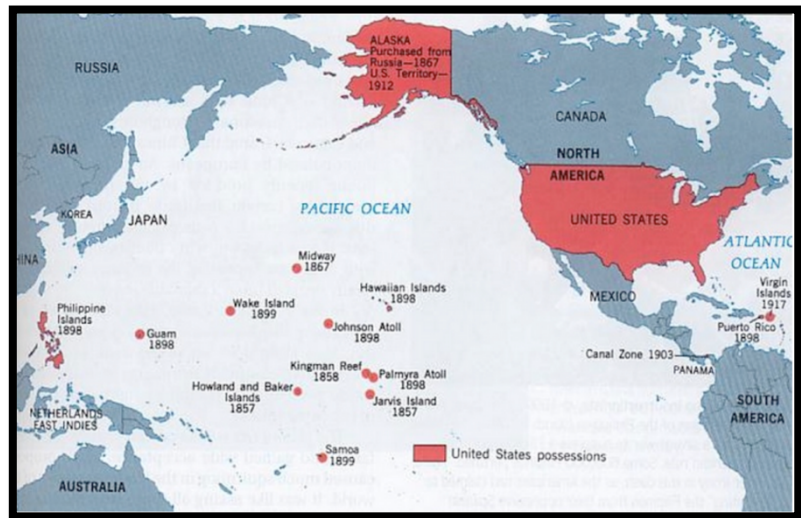 ALASKA
Purchased from
Russia—1867
U.S. Territory—
1912
RUSSIA
CANADA
ASIA
NORTH
AMERICA
KOREA
JAPAN
PACIFIC OCEAN
UNITED STATES
ATLANTIC
OCEAN
HINA
Midway
1867
Hawaiian Islands
1898
MEXICO
Virgin
Islands
1917
Philippine
Islands
1898
Wake Island
1899
Guam
1898
Johnson Atoll
1898
Puerto Rico
1898
Canal Zone 1903
PANAMA
Kingman Reef
1858
Palmyra Atoll
1898
Howland and Baker
Islands
1857
Jarvis Island
1857
NETHERLANDS
EAST INDIES
SOUTH
AMERICA
Samoa
1899
United States possessions
AUSTRALIA